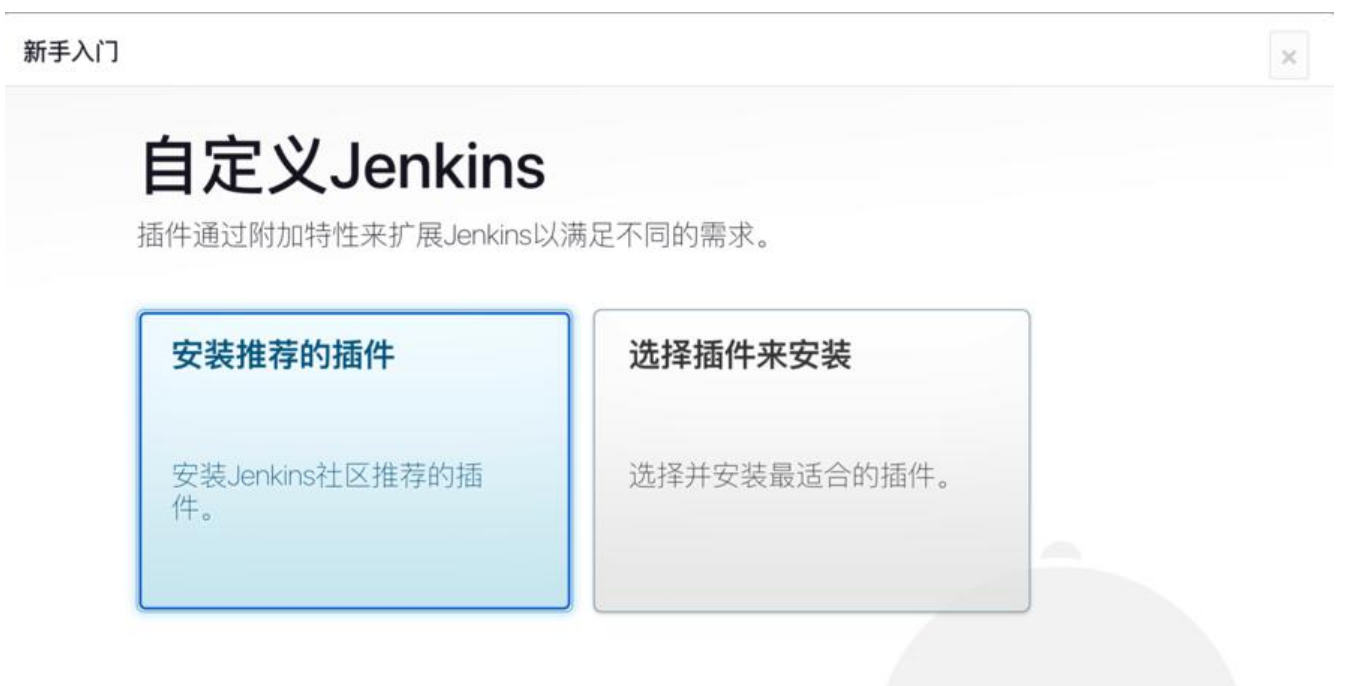 新手入门
×
自定义Jenkins
插件通过附加特性来扩展Jenkins以满足不同的需求。
安装推荐的插件
安装Jenkins社区推荐的插
件。
选择插件来安装
选择并安装最适合的插件。